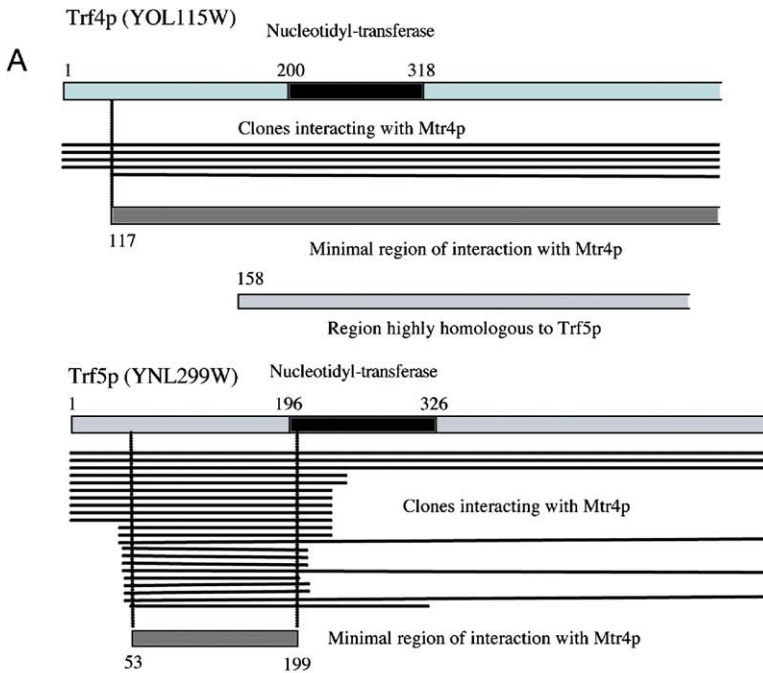 Trf4p (YOL115W)
Nucleotidyl-transferase
A
1 200 318
Clones interacting with Mtr4p
117
Minimal region of interaction with Mtr4p
158
Region highly homologous to Trf5p
Trf5p (YNL299W) Nucleotidyl-transferase
1 196 326
Clones interacting with Mtr4p
Minimal region of interaction with Mtr4p
53 199